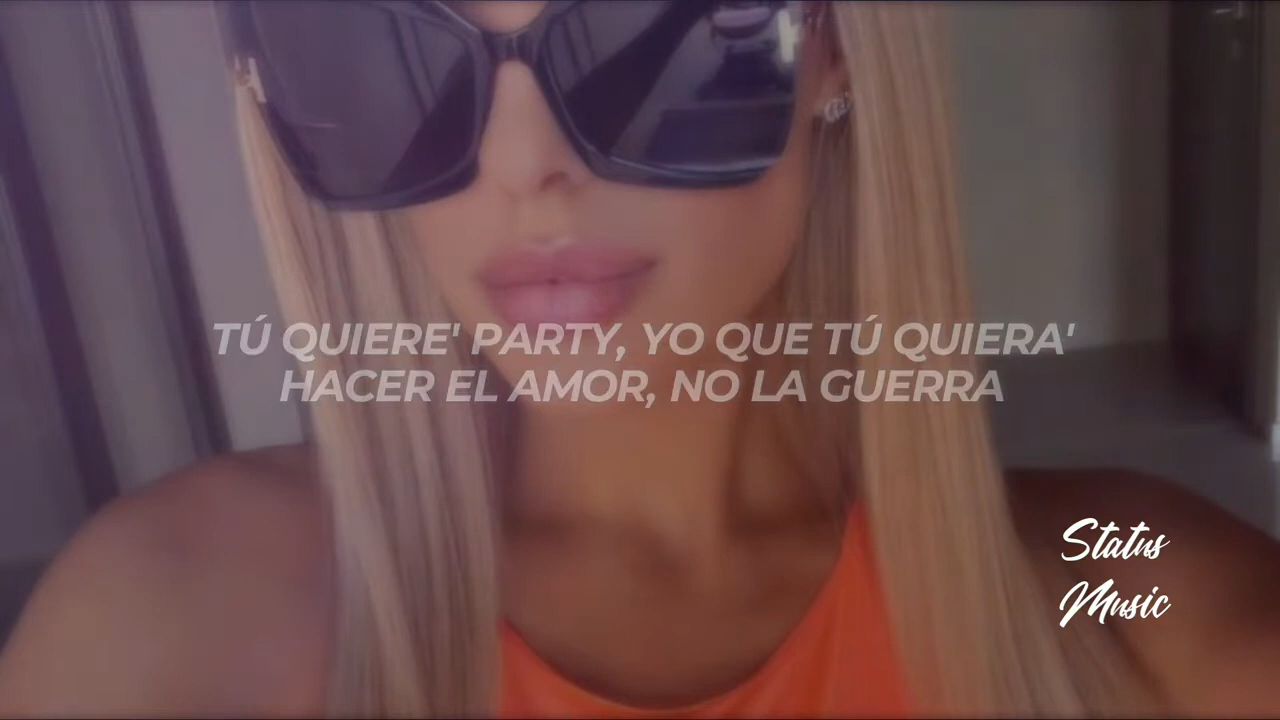 TÚ QUIERE' PARTY, YO QUE TÚ QUIERA'
HACER EL AMOR, NO LA GUERRA
Status
Music